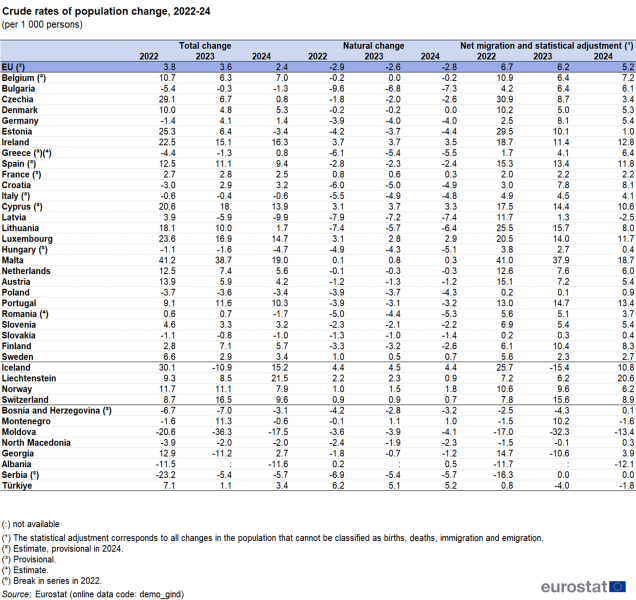 Crude rates of population change, 2022-24
(per 1 000 persons)
Total change Natural change Net migration and statistical adjustment (¹)
2022 2023 2024 2022 2023 2024 2022 2023 2024
EU (²) 3.8 3.6 2.4 -2.9 -2.6 -2.8 6.7 6.2 5.2
Belgium (³) 10.7 6.3 7.0 -0.2 0.0 -0.2 10.9 6.4 7.2
Bulgaria -5.4 -0.3 -1.3 -9.6 -6.8 -7.3 4.2 6.4 6.1
Czechia 29.1 6.7 0.8 -1.8 -2.0 -2.6 30.9 8.7 3.4
Denmark 10.0 4.8 5.3 -0.2 -0.2 0.0 10.2 5.0 5.3
Germany -1.4 4.1 1.4 -3.9 -4.0 -4.0 2.5 8.1 5.4
Estonia 25.3 6.4 -3.4 -4.2 -3.7 -4.4 29.5 10.1 1.0
Ireland 22.5 15.1 16.3 3.7 3.7 3.5 18.7 11.4 12.8
Greece (³)(⁴) -4.4 -1.3 0.8 -6.1 -5.4 -5.5 1.7 4.1 6.4
Spain (³) 12.5 11.1 9.4 -2.8 -2.3 -2.4 15.3 13.4 11.8
France (³) 2.7 2.8 2.5 0.8 0.6 0.3 2.0 2.2 2.2
Croatia -3.0 2.9 3.2 -6.0 -5.0 -4.9 3.0 7.8 8.1
Italy (³) -0.6 -0.4 -0.6 -5.5 -4.9 -4.8 4.9 4.5 4.1
Cyprus (²) 20.6 18. 13.9 3.1 3.7 3.3 17.5 14.4 10.6
Latvia 3.9 -5.9 -9.9 -7.9 -7.2 -7.4 11.7 1.3 -2.5
Lithuania 18.1 10.0 1.7 -7.4 -5.7 -6.4 25.5 15.7 8.0
Luxembourg 23.6 16.9 14.7 3.1 2.8 2.9 20.5 14.0 11.7
Hungary (⁵) -1.1 -1.6 -4.7 -4.9 -4.3 -5.1 3.8 2.7 0.4
Malta 41.2 38.7 19.0 0.1 0.8 0.3 41.0 37.9 18.7
Netherlands 12.5 7.4 5.6 -0.1 -0.2 -0.3 12.6 7.6 6.0
Austria 13.9 5.9 4.2 -1.2 -1.3 -1.2 15.1 7.2 5.4
Poland -3.7 -3.6 -3.4 -3.9 -3.7 -4.3 0.2 0.1 0.9
Portugal 9.1 11.6 10.3 -3.9 -3.1 -3.2 13.0 14.7 13.4
Romania (⁴) 0.6 0.7 -1.7 -5.0 -4.4 -5.3 5.6 5.1 3.7
Slovenia 4.6 3.3 3.2 -2.3 -2.1 -2.2 6.9 5.4 5.4
Slovakia -1.1 -0.8 -1.0 -1.3 -1.0 -1.4 0.2 0.3 0.4
Finland 2.8 7.1 5.7 -3.3 -3.2 -2.6 6.1 10.4 8.3
Sweden 6.6 2.9 3.4 1.0 0.5 0.7 5.6 2.3 2.7
Iceland 30.1 -10.9 15.2 4.4 4.5 4.4 25.7 -15.4 10.8
Liechtenstein 9.3 8.5 21.5 2.2 2.3 0.9 7.2 6.2 20.6
Norway 11.7 11.1 7.9 1.0 1.5 1.8 10.6 9.6 6.2
Switzerland 8.7 16.5 9.6 0.9 0.9 0.7 7.8 15.6 8.9
Bosnia and Herzegovina (²) -6.7 -7.0 -3.1 -4.2 -2.8 -3.2 -2.5 -4.3 0.1
Montenegro -1.6 11.3 -0.6 -0.1 1.1 1.0 -1.5 10.2 -1.6
Moldova -20.6 -36.3 -17.5 -3.6 -3.9 -4.1 -17.0 -32.3 -13.4
North Macedonia -3.9 -2.0 -2.0 -2.4 -1.9 -2.3 -1.5 -0.1 0.3
Georgia 12.9 -11.2 2.7 -1.8 -0.7 -1.2 14.7 -10.6 3.9
Albania -11.5 : -11.6 0.2 : 0.5 -11.7 : -12.1
Serbia (⁵) -23.2 -5.4 -5.7 -6.9 -5.4 -5.7 -16.3 0.0 0.0
Türkiye 7.1 1.1 3.4 6.2 5.1 5.2 0.8 -4.0 -1.8
(:) not available
(¹) The statistical adjustment corresponds to all changes in the population that cannot be classified as births, deaths, immigration and emigration.
(²) Estimate, provisional in 2024.
(³) Provisional.
(⁴) Estimate.
(⁵) Break in series in 2022.
Source: Eurostat (online data code: demo_gind)
eurostat